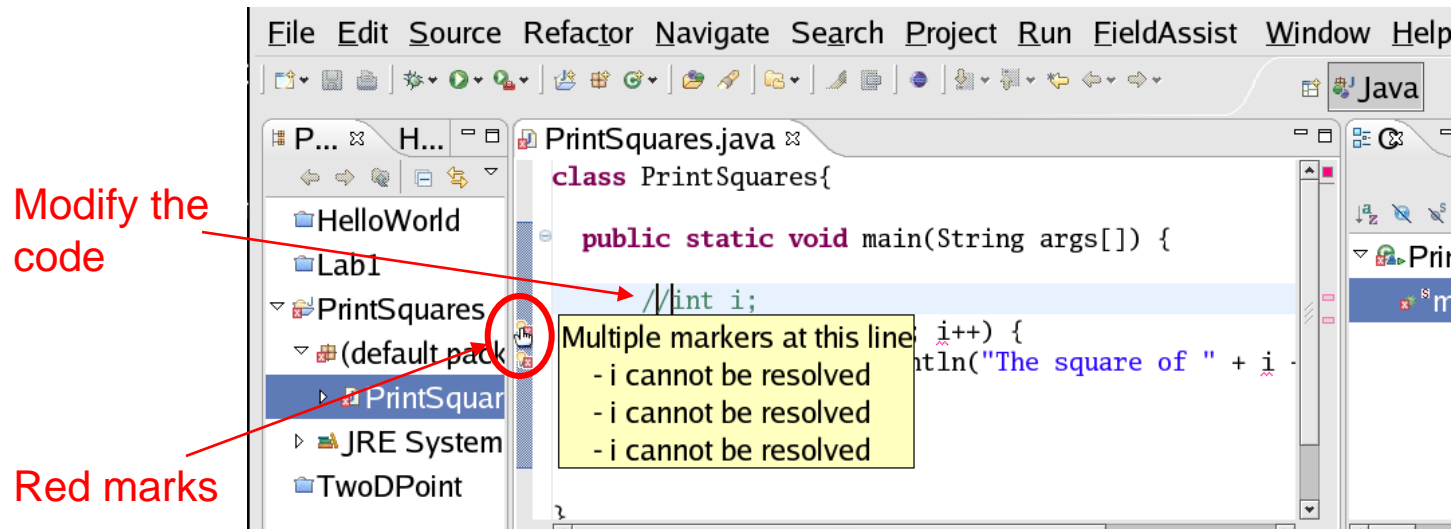 File Edit Source Refactor Navigate Search Project Run FieldAssist Window Help
Java
P... H...
PrintSquares.java
class PrintSquares{
Modify the
code
HelloWorld
public static void main(String args[]) {
Lab1
Prin
PrintSquares
//int i;
m
Multiple markers at this line
i++) {
(default pack
ntln("The square of " + i -
- i cannot be resolved
PrintSquar
- i cannot be resolved
JRE System
- i cannot be resolved
Red marks
TwoDPoint
}